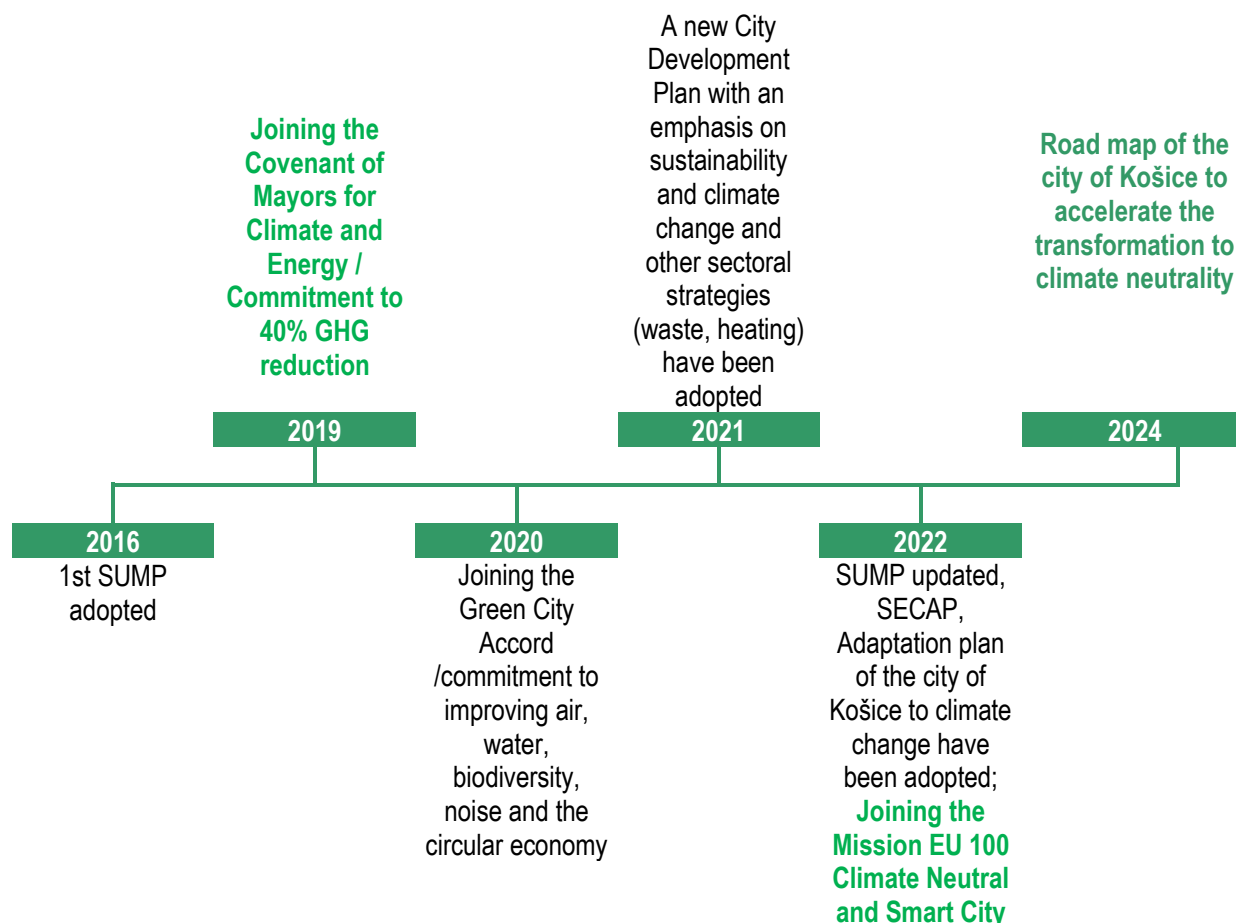 Joining the
Covenant of
Mayors for
Climate and
Energy /
Commitment to
40% GHG
reduction
A new City
Development
Plan with an
emphasis on
sustainability
and climate
change and
other sectoral
strategies
(waste, heating)
have been
adopted
Road map of the
city of Košice to
accelerate the
transformation to
climate neutrality
2019
2021
2024
2016
1st SUMP
adopted
2020
Joining the
Green City
Accord
/commitment to
improving air,
water,
biodiversity,
noise and the
circular economy
2022
SUMP updated,
SECAP,
Adaptation plan
of the city of
Košice to climate
change have
been adopted;
Joining the
Mission EU 100
Climate Neutral
and Smart City